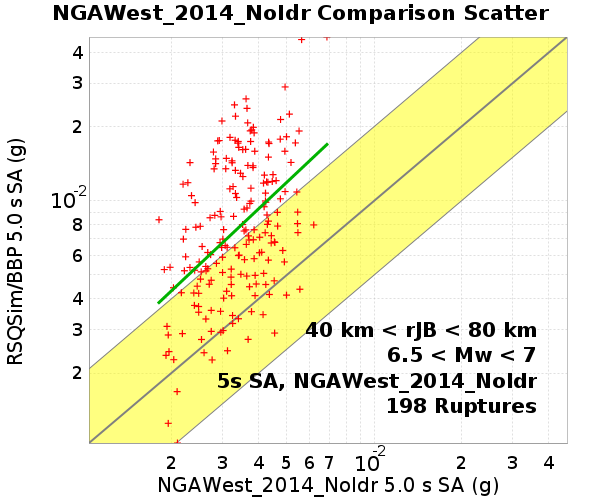 NGAWest_2014_NoIdr Comparison Scatter
RSQSim/BBP 5.0 s SA (g)
4
3
2
10-2
8
6
4
3
2
40 km < rJB < 80 km
6.5 < Mw < 7
5s SA, NGAWest_2014_NoIdr
198 Ruptures
2 3 4 5 6 7 10-2 2 3 4
NGAWest_2014_NoIdr 5.0 s SA (g)